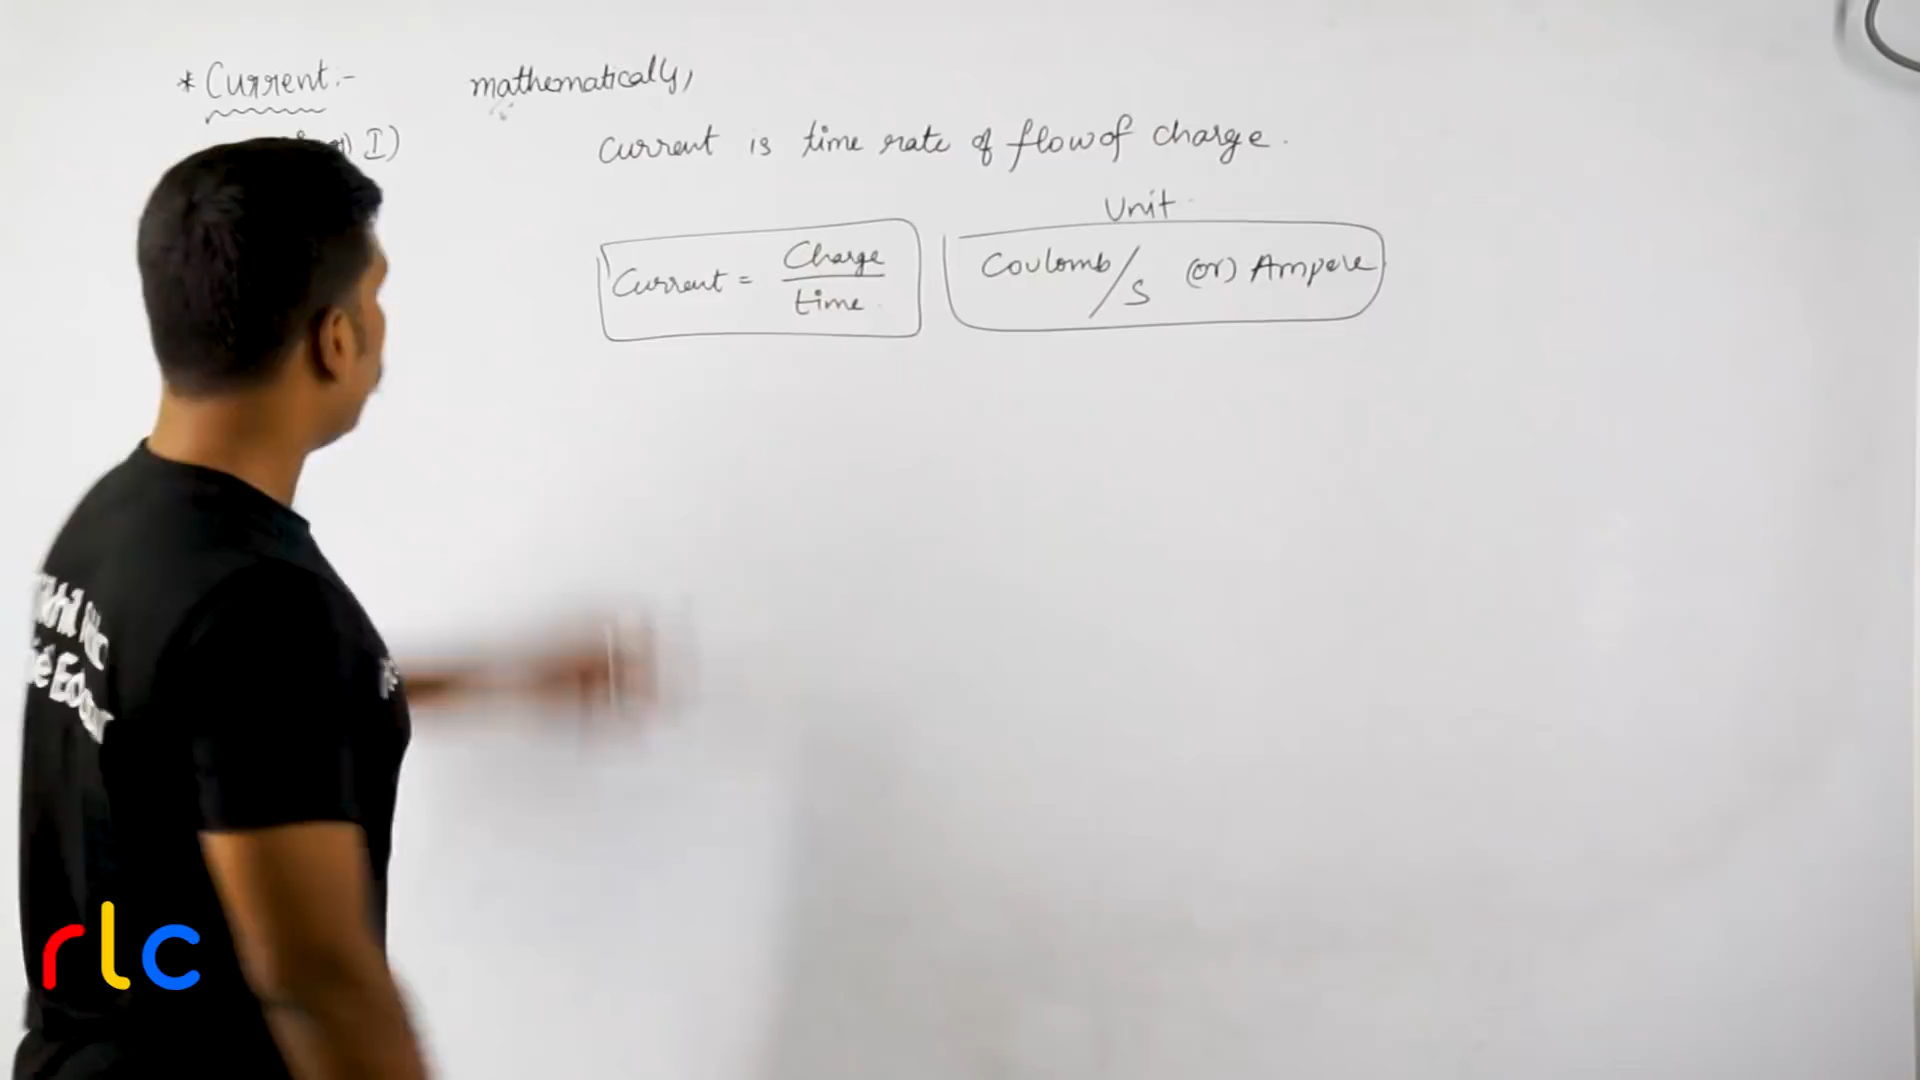 * Current :-
I)
mathematically,
Current is time rate of flow of charge.
Unit
Current = Charge / time
Coulomb/s (or) Ampere
rlc